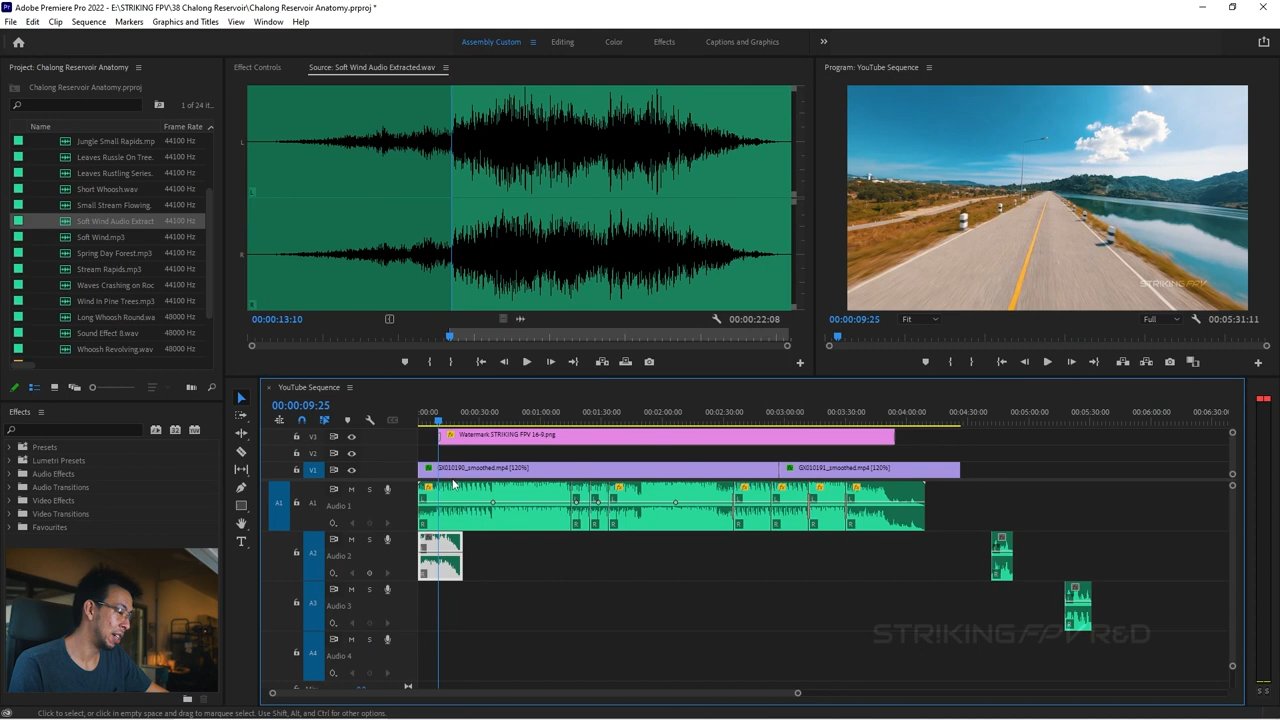 Adobe Premiere Pro 2022 - E:\STRIKING FPV\38 Chalong Reservoir\Chalong Reservoir Anatomy.prproj *
File Edit Clip Sequence Markers Graphics and Titles View Window Help
Assembly Custom Editing Color Effects Captions and Graphics
Project: Chalong Reservoir Anatomy
Effect Controls Source: Soft Wind Audio Extracted.wav
Program: YouTube Sequence
Chalong Reservoir Anatomy.prproj
1 of 24 it...
Name Frame Rate
Jungle Small Rapids.mp 44100 Hz
Leaves Russle On Tree. 44100 Hz
Leaves Rustling Series. 44100 Hz
Short Whoosh.wav 44100 Hz
Small Stream Flowing. 44100 Hz
Soft Wind Audio Extract 44100 Hz
Soft Wind.mp3 44100 Hz
Spring Day Forest.mp3 44100 Hz
Stream Rapids.mp3 44100 Hz
Waves Crashing on Roc 44100 Hz
Wind In Pine Trees.mp3 44100 Hz
Long Whoosh Round.wa 48000 Hz
Sound Effect 8.wav 48000 Hz
Whoosh Revolving.wav 48000 Hz
L
R
STRIKING FPV
00:00:13:10 00:00:22:08
00:00:09:25 Fit Full 00:05:31:11
Effects
Presets
Lumetri Presets
Audio Effects
Audio Transitions
Video Effects
Video Transitions
Favourites
YouTube Sequence
00:00:09:25
:00:00 00:00:30:00 00:01:00:00 00:01:30:00 00:02:00:00 00:02:30:00 00:03:00:00 00:03:30:00 00:04:00:00 00:04:30:00 00:05:00:00 00:05:30:00 00:06:00:00 00:06:30:00
V3 Watermark STRIKING FPV 16-9.png
V2
V1 GX010190_smoothed.mp4 [120%] GX010191_smoothed.mp4 [120%]
A1 A1 M S Audio 1
A2 M S Audio 2
A3 M S Audio 3
A4 M S Audio 4
STRIKING FPV R&D
S S
Click to select, or click in empty space and drag to marquee select. Use Shift, Alt, and Ctrl for other options.